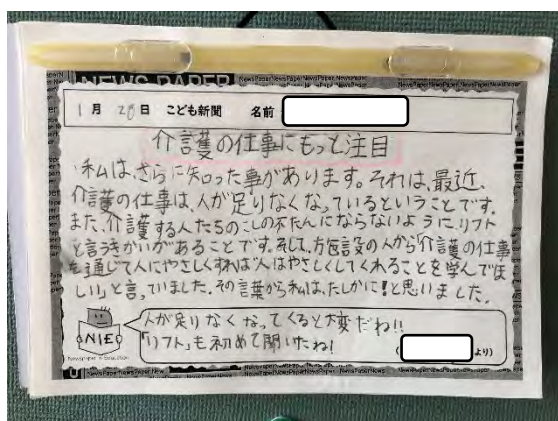 NEWS PAPER
1月28日 こども新聞 名前
介護の仕事にもっと注目
私は、さらに知った事があります。それは、最近、
介護の仕事は、人が足りなくなっているということです。
また、介護する人たちのこしのふたんにならないように、リフト
と言うきかいがあることです。そして、施設の人から「介護の仕事
を通じて人にやさしくすれば人はやさしくしてくれることを学んでほ
しい」と言っていました。その言葉から私は、たしかに!と思いました。
人が足りなくなってくると大変だね!!
「リフト」も初めて聞いたね!
NIE
Newspaper in Education
( より)